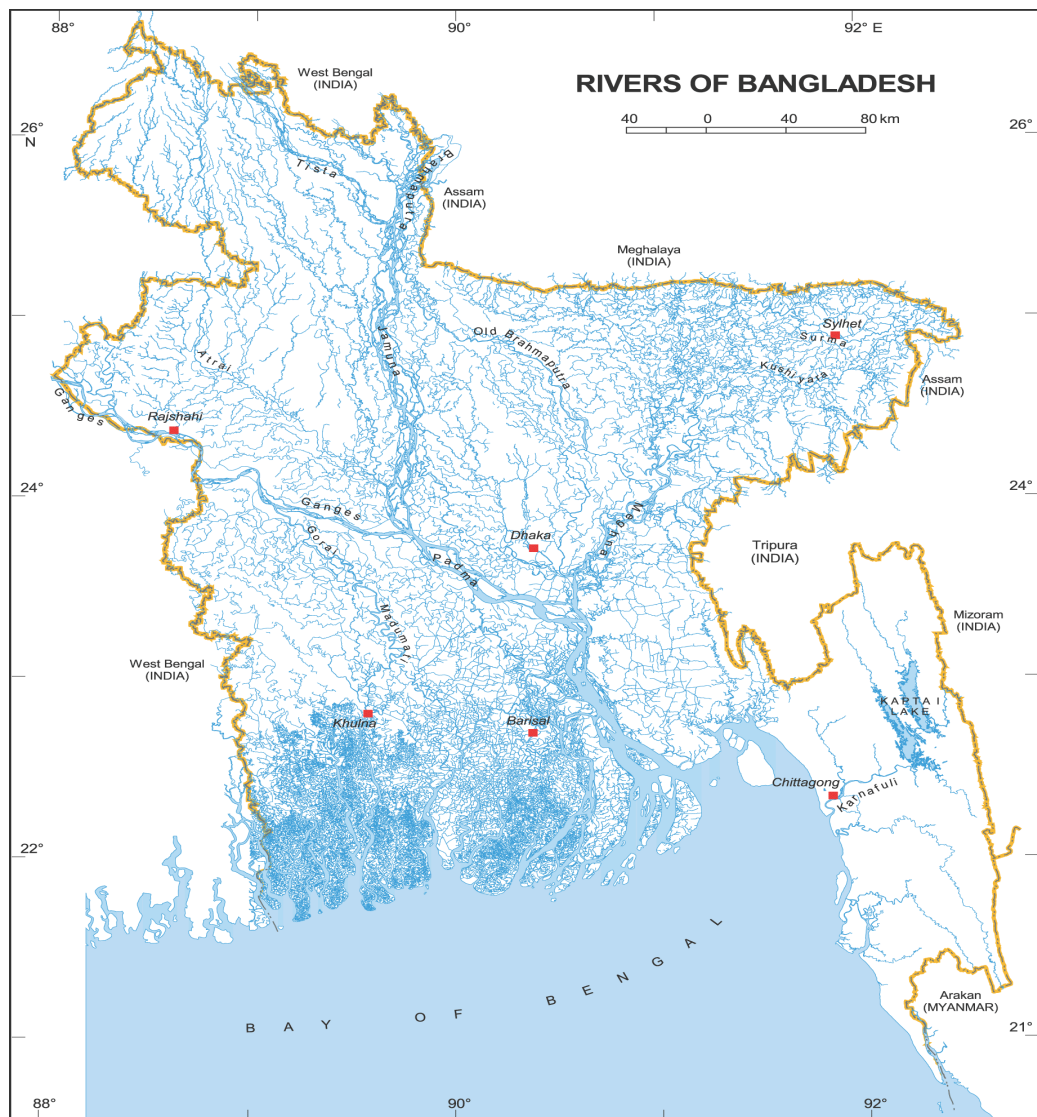 88°
90°
92° E
West Bengal
(INDIA)
RIVERS OF BANGLADESH
40 0 40 80 km
26°
N
26°
Brahmaputra
Tista
Assam
(INDIA)
Meghalaya
(INDIA)
Jamuna
Old Brahmaputra
Sylhet
Surma
Atrai
Kushiyara
Assam
(INDIA)
Ganges
Rajshahi
24°
24°
Ganges
Meghna
Gorai
Dhaka
Padma
Tripura
(INDIA)
Madumati
Mizoram
(INDIA)
West Bengal
(INDIA)
KAPTAI
LAKE
Khulna
Barisal
Chittagong
Karnafuli
22°
BAY OF BENGAL
Arakan
(MYANMAR)
21°
88°
90°
92°